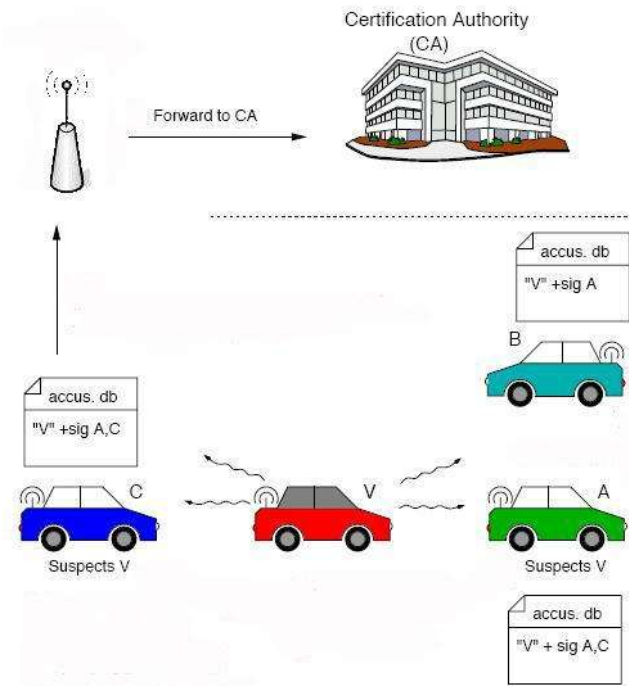 Certification Authority
(CA)
Forward to CA
accus. db
"V" +sig A
B
accus. db
"V" +sig A,C
C
V
A
Suspects V
Suspects V
accus. db
"V" + sig A,C